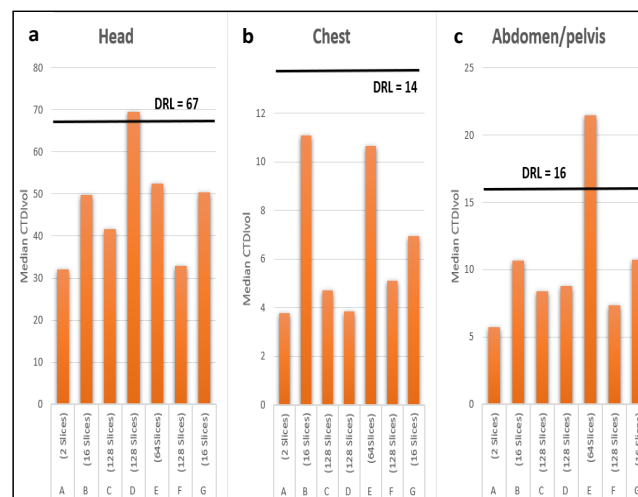 a Head
80
70
60
50
40
30
20
10
0
DRL = 67
Median CTDIvol
(2 Slices)
(16 Slices)
(128 Slices)
(128 Slices)
(64Slices)
(128 Slices)
(16 Slices)
A B C D E F G
b Chest
12
10
8
6
4
2
0
DRL = 14
Median CTDIvol
(2 Slices)
(16 Slices)
(128 Slices)
(128 Slices)
(64Slices)
(128 Slices)
(16 Slices)
A B C D E F G
c Abdomen/pelvis
25
20
15
10
5
0
DRL = 16
Median CTDIvol
(2 Slices)
(16 Slices)
(128 Slices)
(128 Slices)
(64Slices)
(128 Slices)
(16 Slices)
A B C D E F G